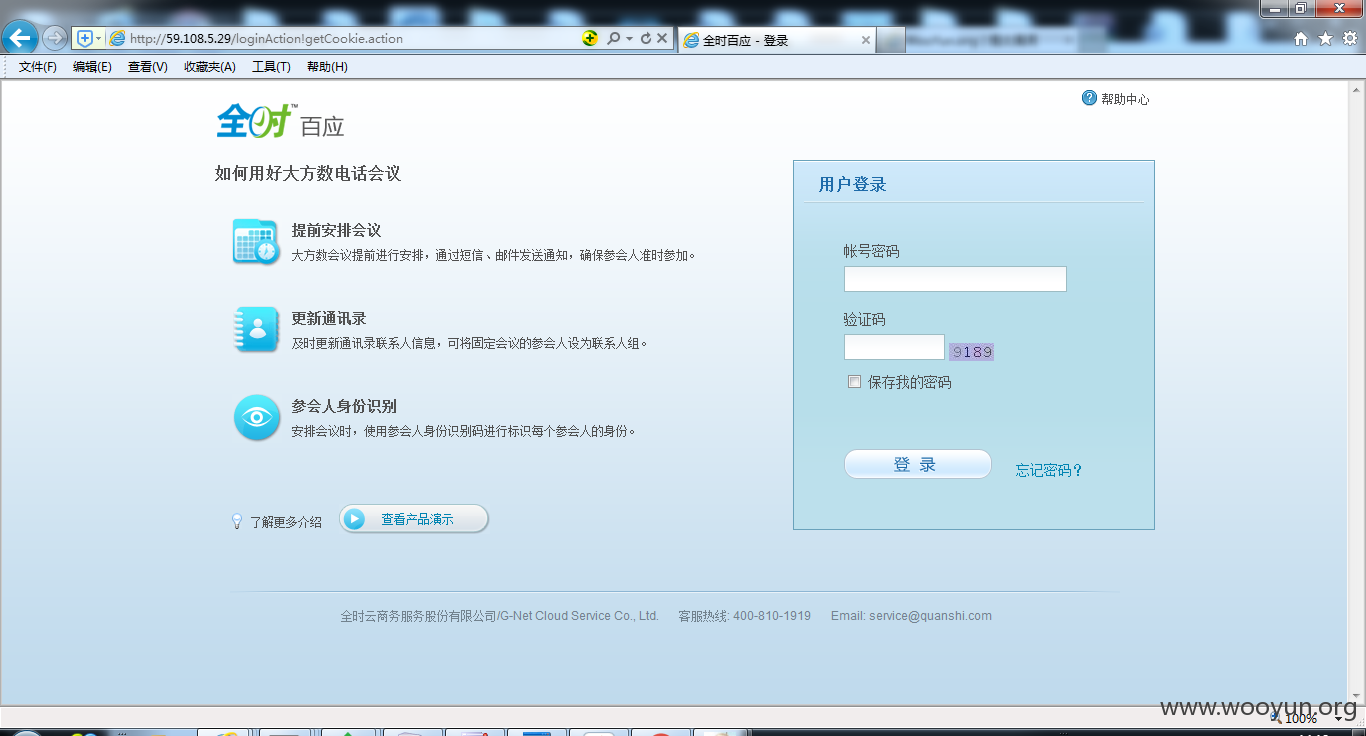 http://59.108.5.29/loginAction!getCookie.action
全时百应 - 登录
文件(F) 编辑(E) 查看(V) 收藏夹(A) 工具(T) 帮助(H)
帮助中心
全时™百应
如何用好大方数电话会议
提前安排会议
大方数会议提前进行安排，通过短信、邮件发送通知，确保参会人准时参加。
更新通讯录
及时更新通讯录联系人信息，可将固定会议的参会人设为联系人组。
参会人身份识别
安排会议时，使用参会人身份识别码进行标识每个参会人的身份。
了解更多介绍
查看产品演示
用户登录
帐号密码
验证码
9189
保存我的密码
登 录
忘记密码？
全时云商务服务股份有限公司/G-Net Cloud Service Co., Ltd. 客服热线: 400-810-1919 Email: service@quanshi.com
www.wooyun.org
100%